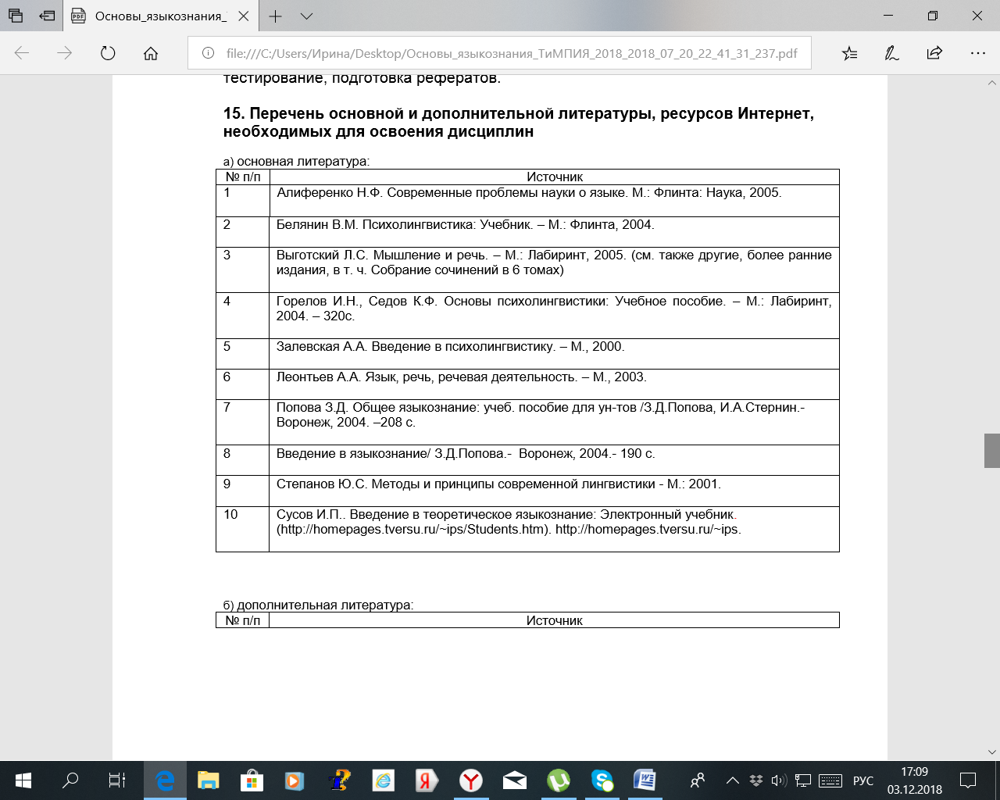 Основы_языкознания_
file:///C:/Users/Ирина/Desktop/Основы_языкознания_ТиМПИЯ_2018_2018_07_20_22_41_31_237.pdf
тестирование, подготовка рефератов.
15. Перечень основной и дополнительной литературы, ресурсов Интернет,
необходимых для освоения дисциплин
а) основная литература:
№ п/п Источник
1 Алиференко Н.Ф. Современные проблемы науки о языке. М.: Флинта: Наука, 2005.
2 Белянин В.М. Психолингвистика: Учебник. – М.: Флинта, 2004.
3 Выготский Л.С. Мышление и речь. – М.: Лабиринт, 2005. (см. также другие, более ранние
издания, в т. ч. Собрание сочинений в 6 томах)
4 Горелов И.Н., Седов К.Ф. Основы психолингвистики: Учебное пособие. – М.: Лабиринт,
2004. – 320с.
5 Залевская А.А. Введение в психолингвистику. – М., 2000.
6 Леонтьев А.А. Язык, речь, речевая деятельность. – М., 2003.
7 Попова З.Д. Общее языкознание: учеб. пособие для ун-тов /З.Д.Попова, И.А.Стернин.-
Воронеж, 2004. –208 с.
8 Введение в языкознание/ З.Д.Попова.- Воронеж, 2004.- 190 с.
9 Степанов Ю.С. Методы и принципы современной лингвистики - М.: 2001.
10 Сусов И.П.. Введение в теоретическое языкознание: Электронный учебник.
(http://homepages.tversu.ru/~ips/Students.htm). http://homepages.tversu.ru/~ips.
б) дополнительная литература:
№ п/п Источник
РУС
17:09
03.12.2018